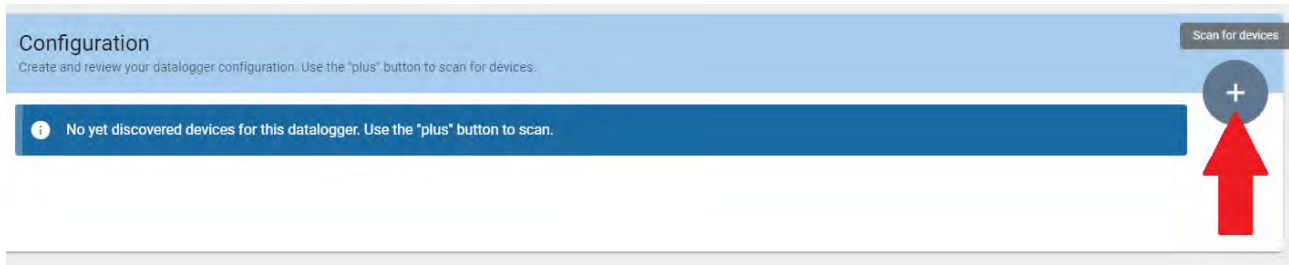 Configuration
Scan for devices
Create and review your datalogger configuration. Use the "plus" button to scan for devices.
No yet discovered devices for this datalogger. Use the "plus" button to scan.